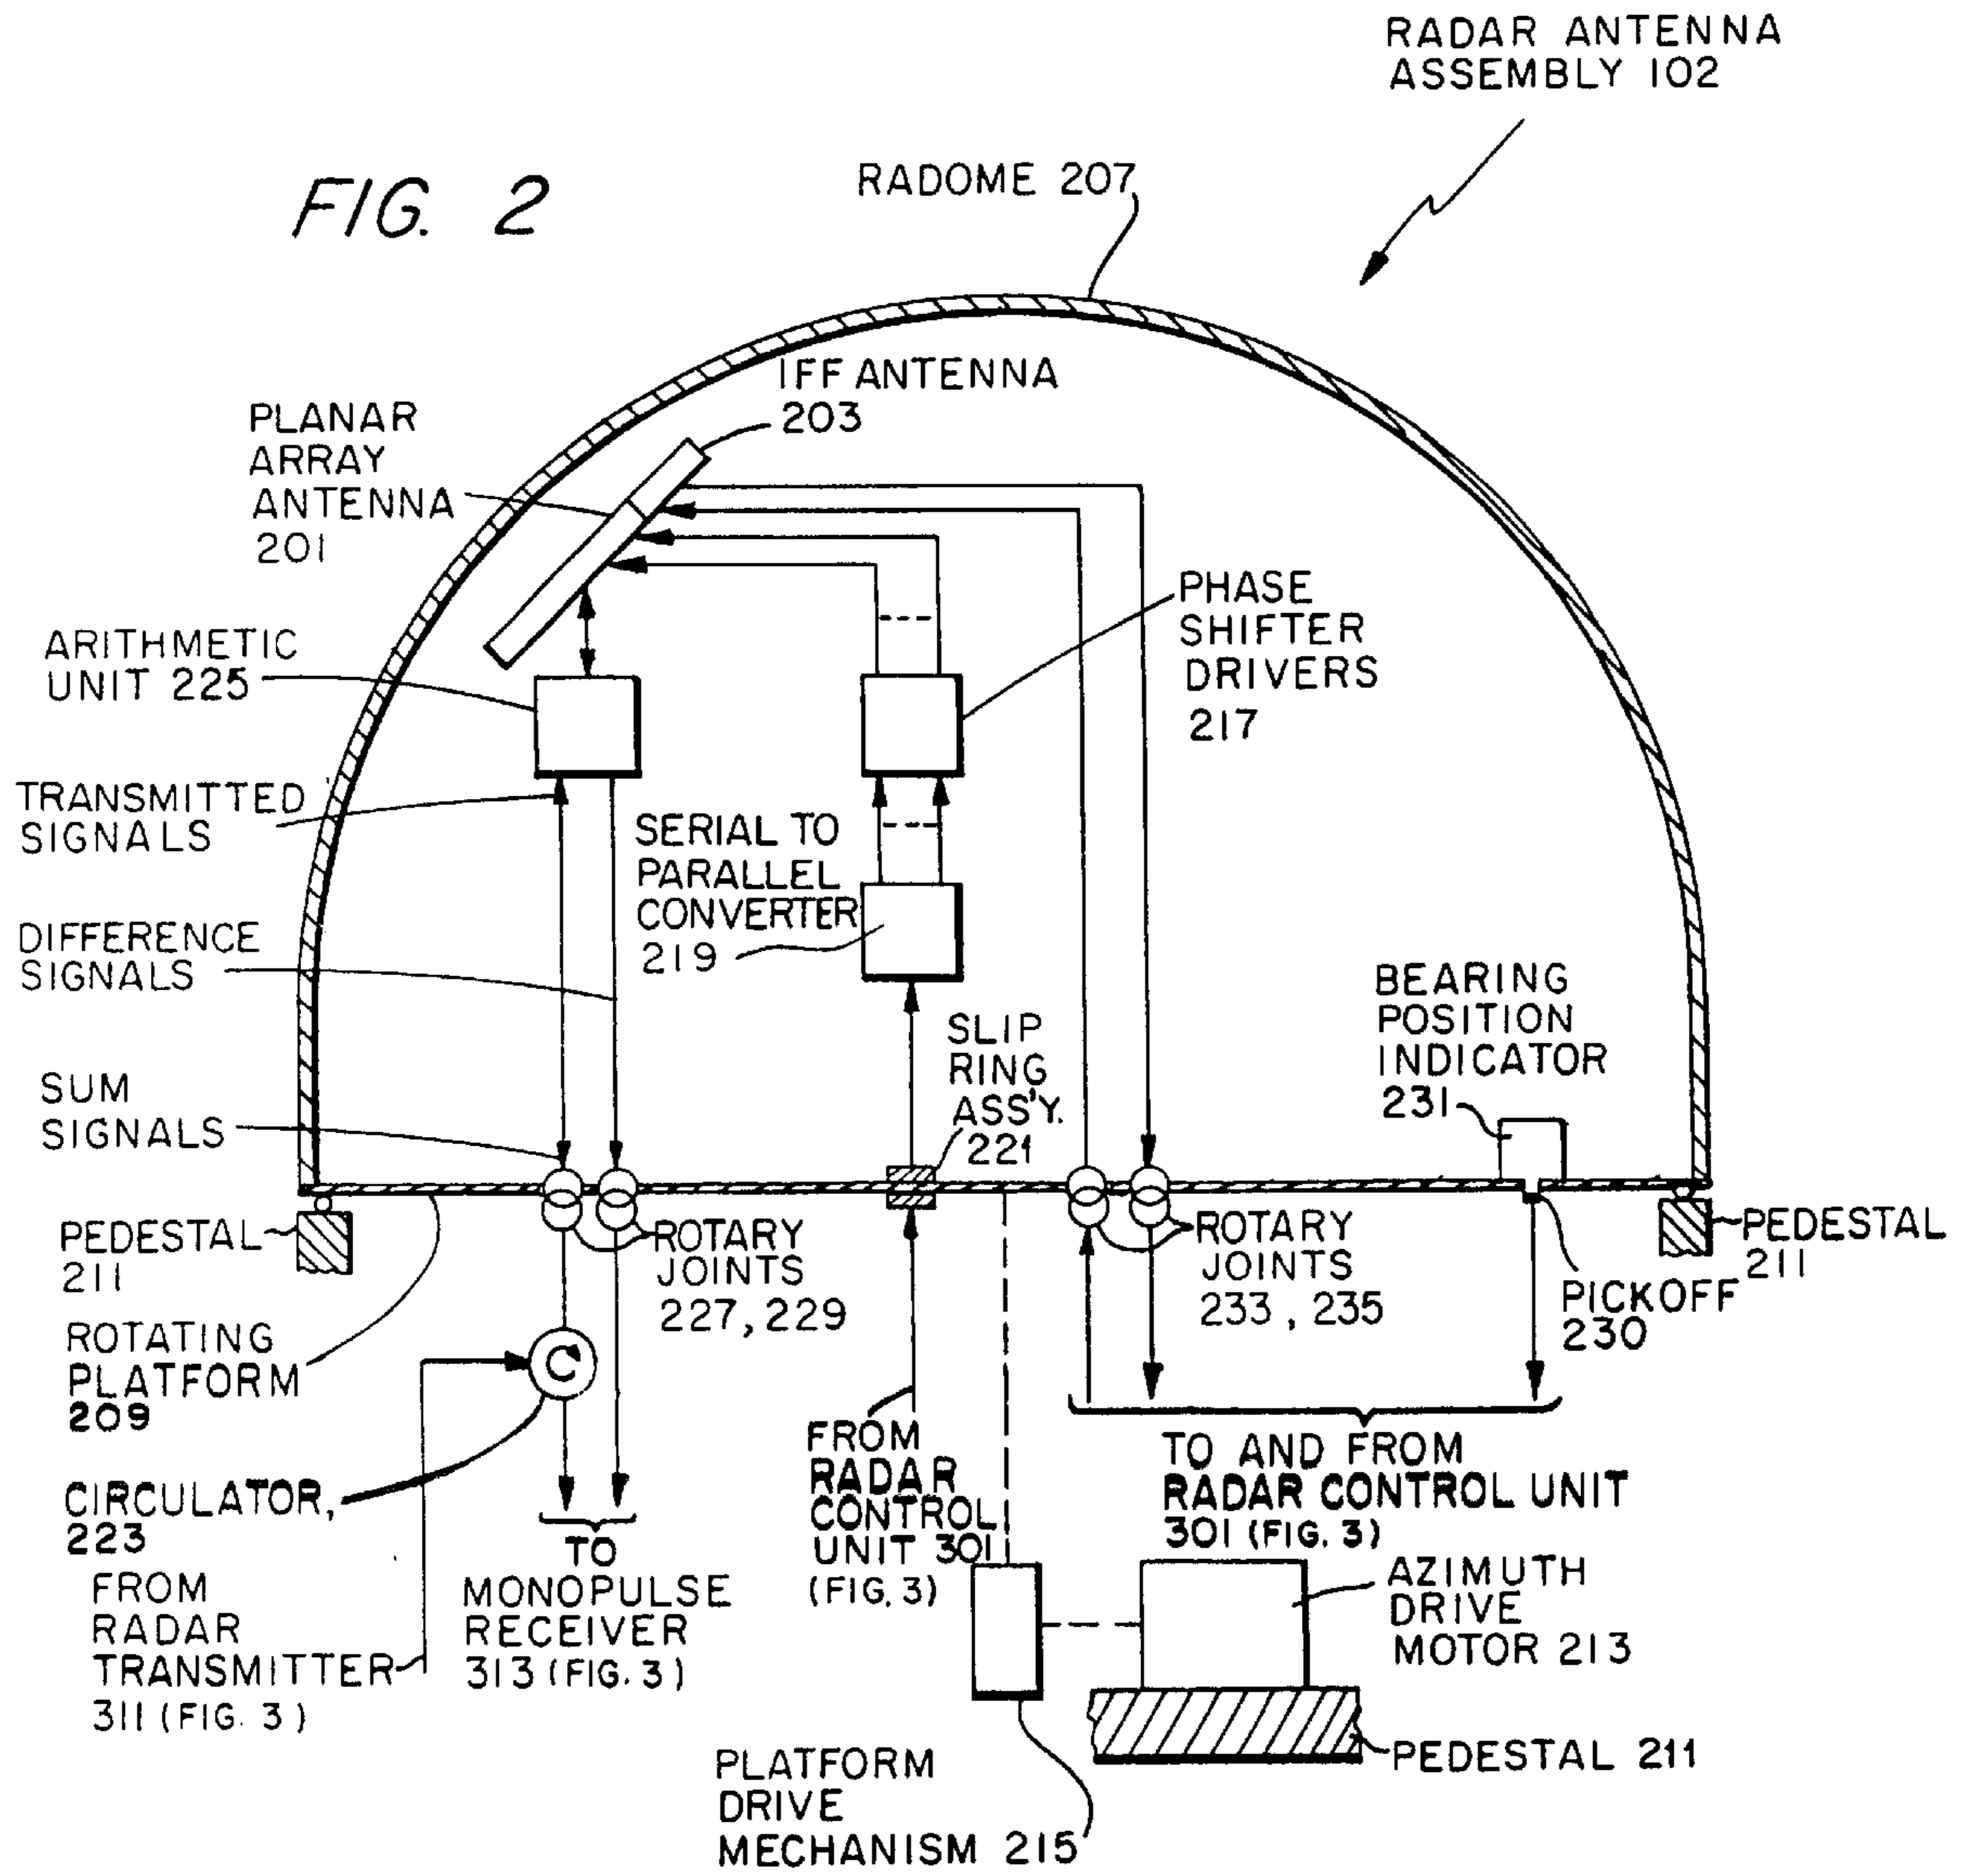 RADAR ANTENNA
ASSEMBLY 102
FIG. 2
RADOME 207
IFF ANTENNA
203
PLANAR
ARRAY
ANTENNA
201
PHASE
SHIFTER
DRIVERS
217
ARITHMETIC
UNIT 225
TRANSMITTED
SIGNALS
SERIAL TO
PARALLEL
CONVERTER
219
DIFFERENCE
SIGNALS
BEARING
POSITION
INDICATOR
231
SLIP
RING
ASS'Y.
221
SUM
SIGNALS
PEDESTAL
211
ROTARY
JOINTS
227, 229
ROTARY
JOINTS
233, 235
PICKOFF
230
PEDESTAL
211
ROTATING
PLATFORM
209
C
CIRCULATOR,
223
FROM
RADAR
TRANSMITTER
311 (FIG. 3)
TO
MONOPULSE
RECEIVER
313 (FIG. 3)
FROM
RADAR
CONTROL
UNIT 301
(FIG. 3)
TO AND FROM
RADAR CONTROL UNIT
301 (FIG. 3)
AZIMUTH
DRIVE
MOTOR 213
PEDESTAL 211
PLATFORM
DRIVE
MECHANISM 215